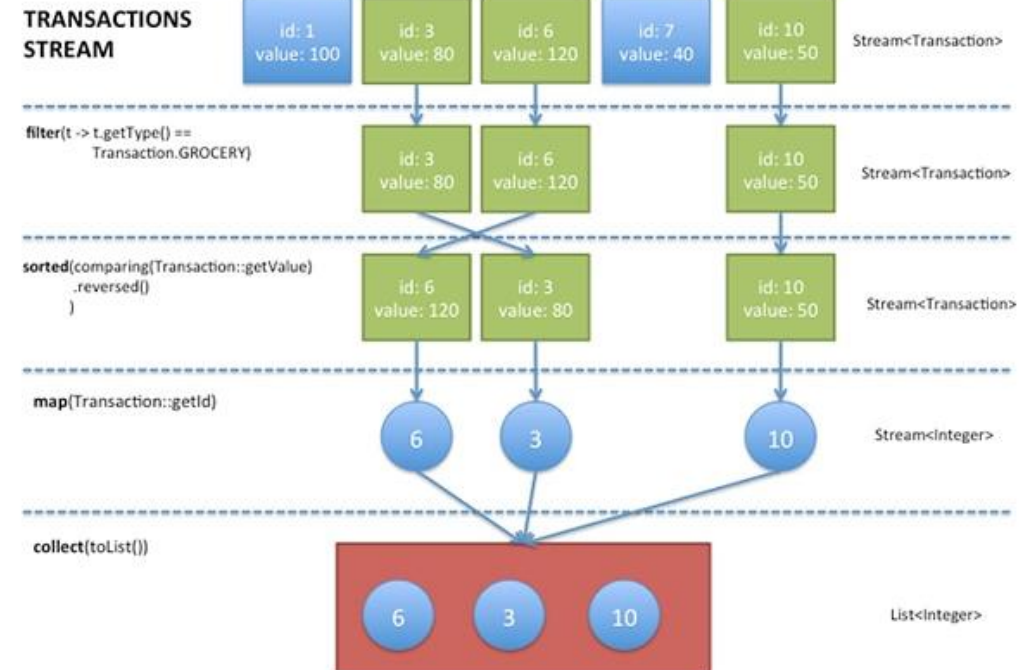 TRANSACTIONS
STREAM
id: 1
value: 100
id: 3
value: 80
id: 6
value: 120
id: 7
value: 40
id: 10
value: 50
Stream<Transaction>
filter(t -> t.getType() ==
Transaction.GROCERY)
id: 3
value: 80
id: 6
value: 120
id: 10
value: 50
Stream<Transaction>
sorted(comparing(Transaction::getValue)
.reversed()
)
id: 6
value: 120
id: 3
value: 80
id: 10
value: 50
Stream<Transaction>
map(Transaction::getId)
6
3
10
Stream<Integer>
collect(toList())
6
3
10
List<Integer>